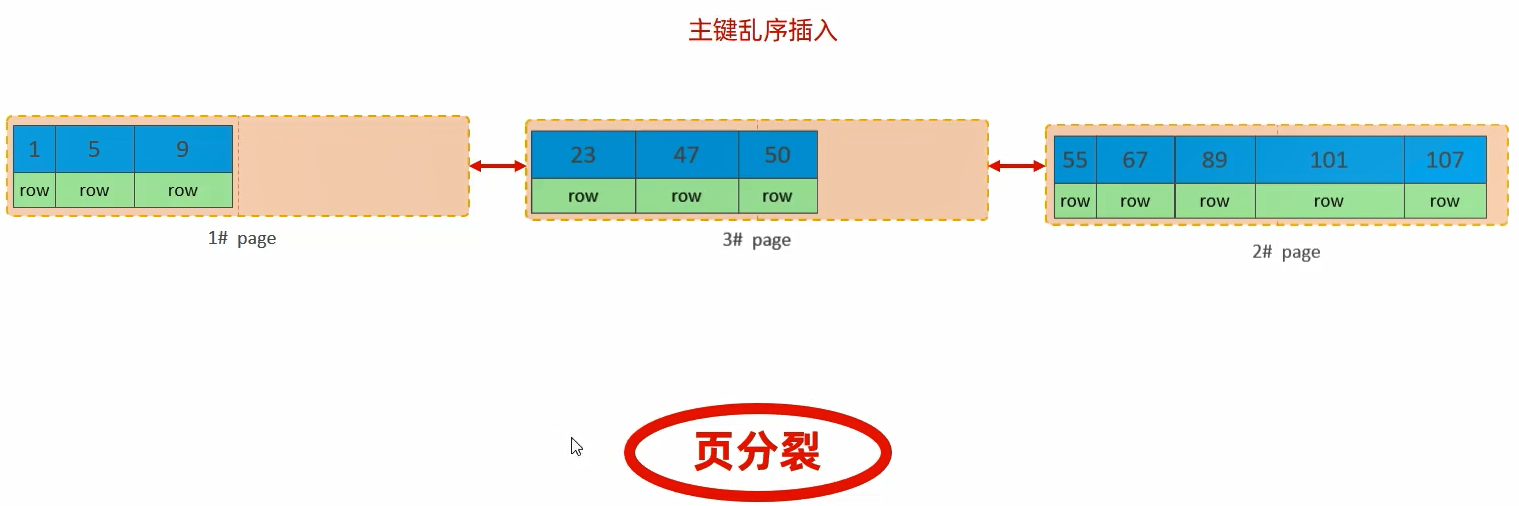 主键乱序插入
1 5 9
row row row
1# page
23 47 50
row row row
3# page
55 67 89 101 107
row row row row row
2# page
页分裂